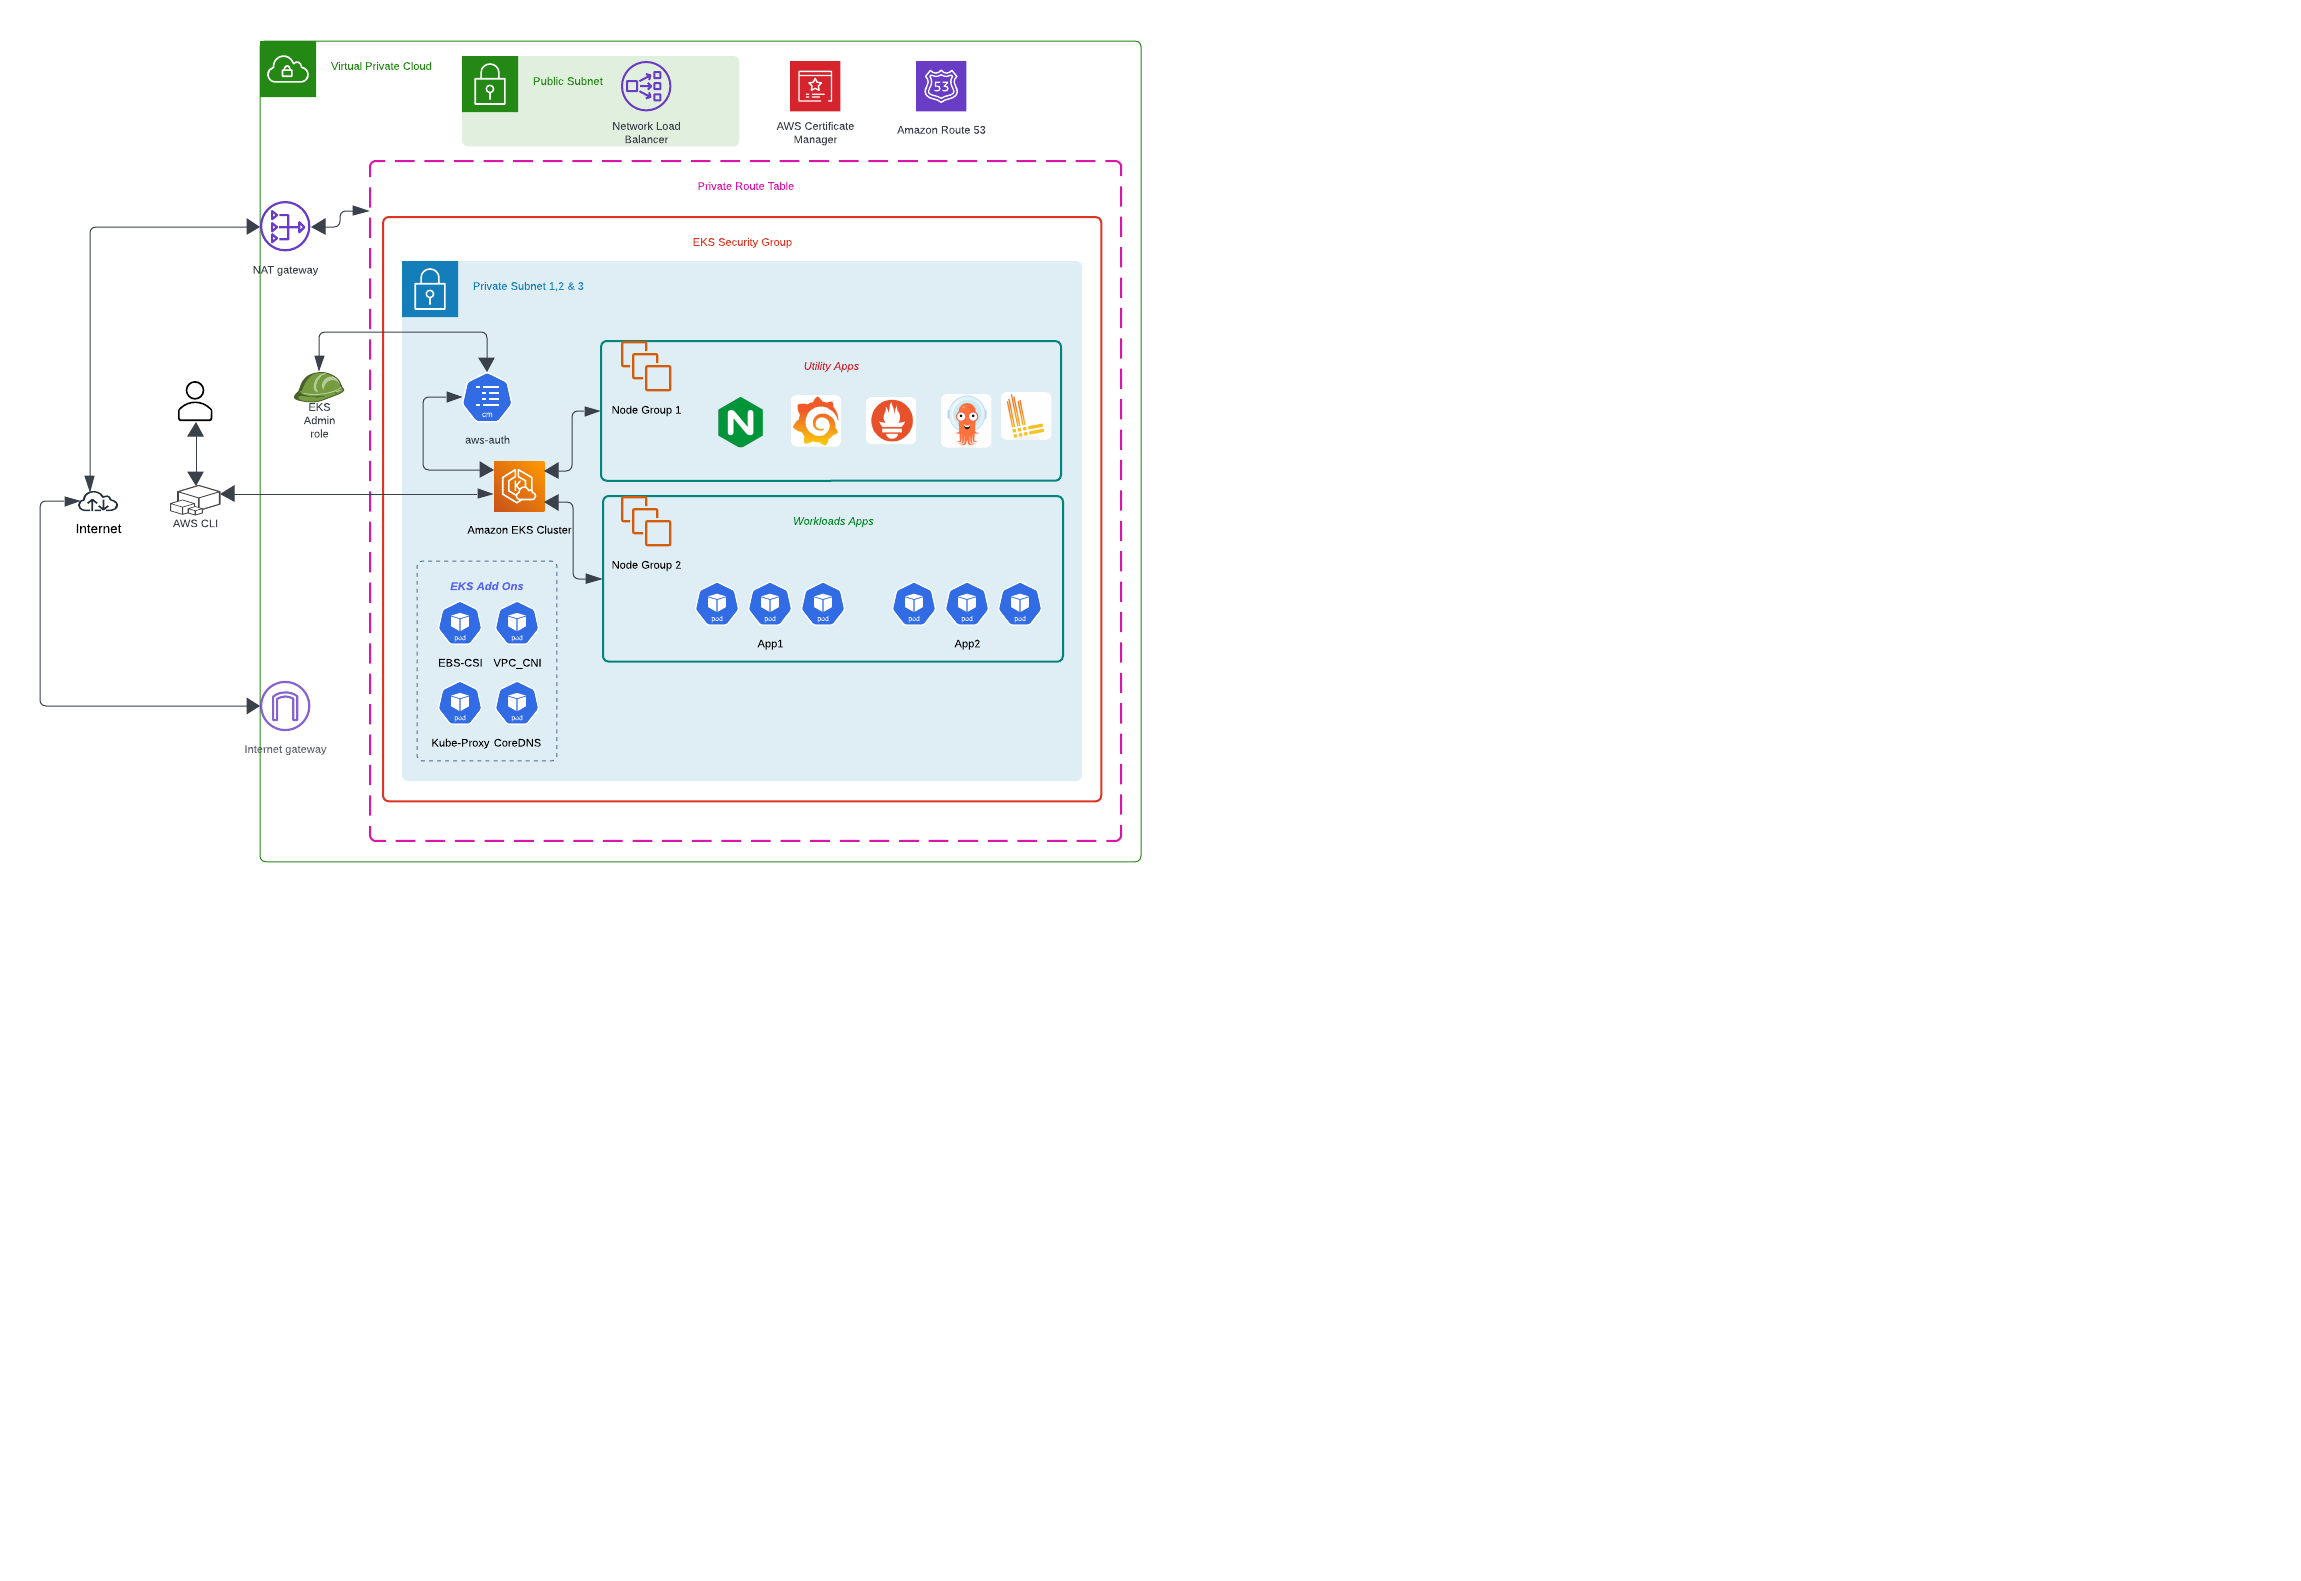 Virtual Private Cloud
Public Subnet
Network Load
Balancer
AWS Certificate
Manager
53
Amazon Route 53
Private Route Table
EKS Security Group
NAT gateway
Private Subnet 1,2 & 3
Utility Apps
Node Group 1
N
EKS
Admin
role
cm
aws-auth
K
Amazon EKS Cluster
Internet
AWS CLI
Workloads Apps
Node Group 2
pod
pod
pod
pod
pod
pod
App1
App2
EKS Add Ons
pod
pod
EBS-CSI
VPC_CNI
pod
pod
Kube-Proxy
CoreDNS
Internet gateway